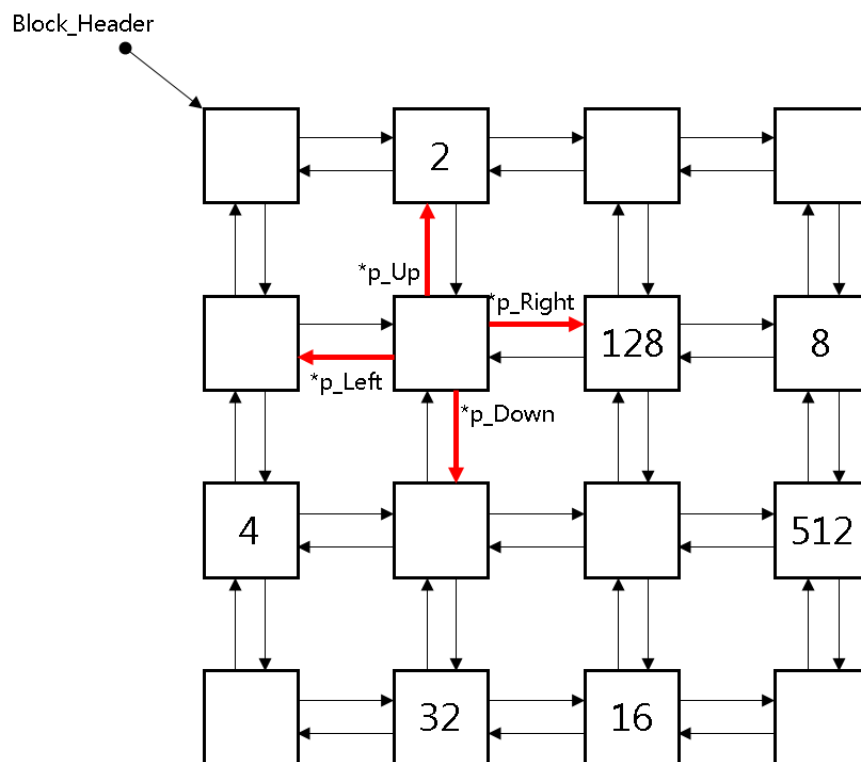 Block_Header
2
*p_Up
*p_Right
128
8
*p_Left
*p_Down
4
512
32
16